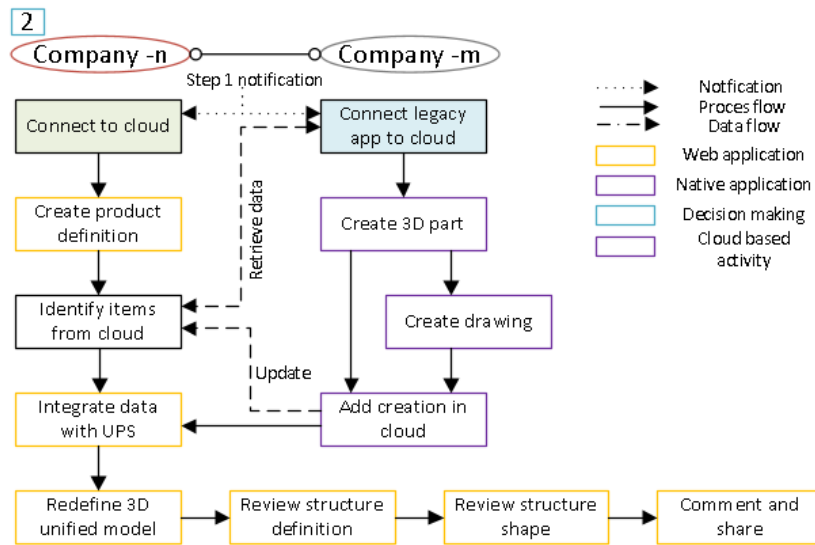 2
Company -n
Company -m
Step 1 notification
Connect to cloud
Connect legacy
app to cloud
Create product
definition
Retrieve data
Create 3D part
Identify items
from cloud
Create drawing
Update
Integrate data
with UPS
Add creation in
cloud
Redefine 3D
unified model
Review structure
definition
Review structure
shape
Comment and
share
Notfication
Proces flow
Data flow
Web application
Native application
Decision making
Cloud based
activity